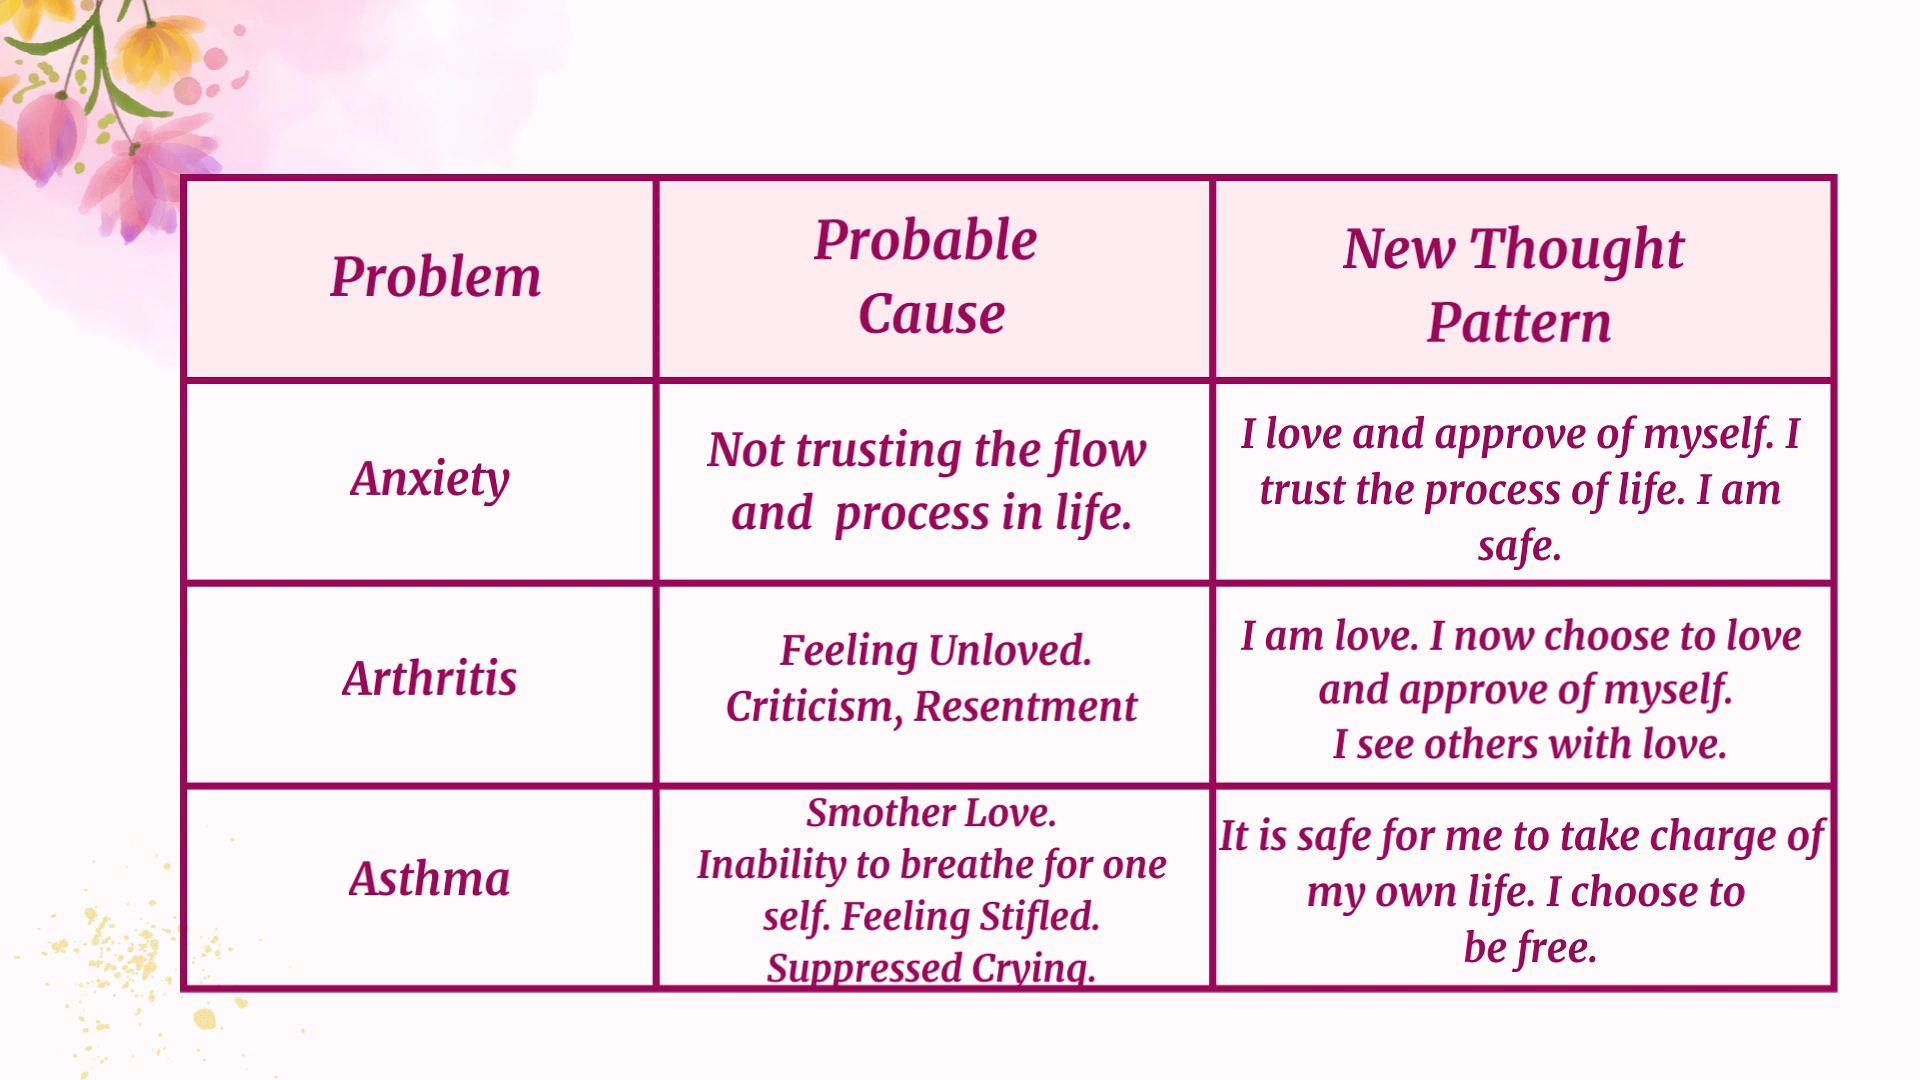 Problem
Probable
Cause
New Thought
Pattern
Anxiety
Not trusting the flow
and  process in life.
I love and approve of myself. I
trust the process of life. I am
safe.
Arthritis
Feeling Unloved.
Criticism, Resentment
I am love. I now choose to love
and approve of myself.
I see others with love.
Asthma
Smother Love.
Inability to breathe for one
self. Feeling Stifled.
Suppressed Crying.
It is safe for me to take charge of
my own life. I choose to
be free.